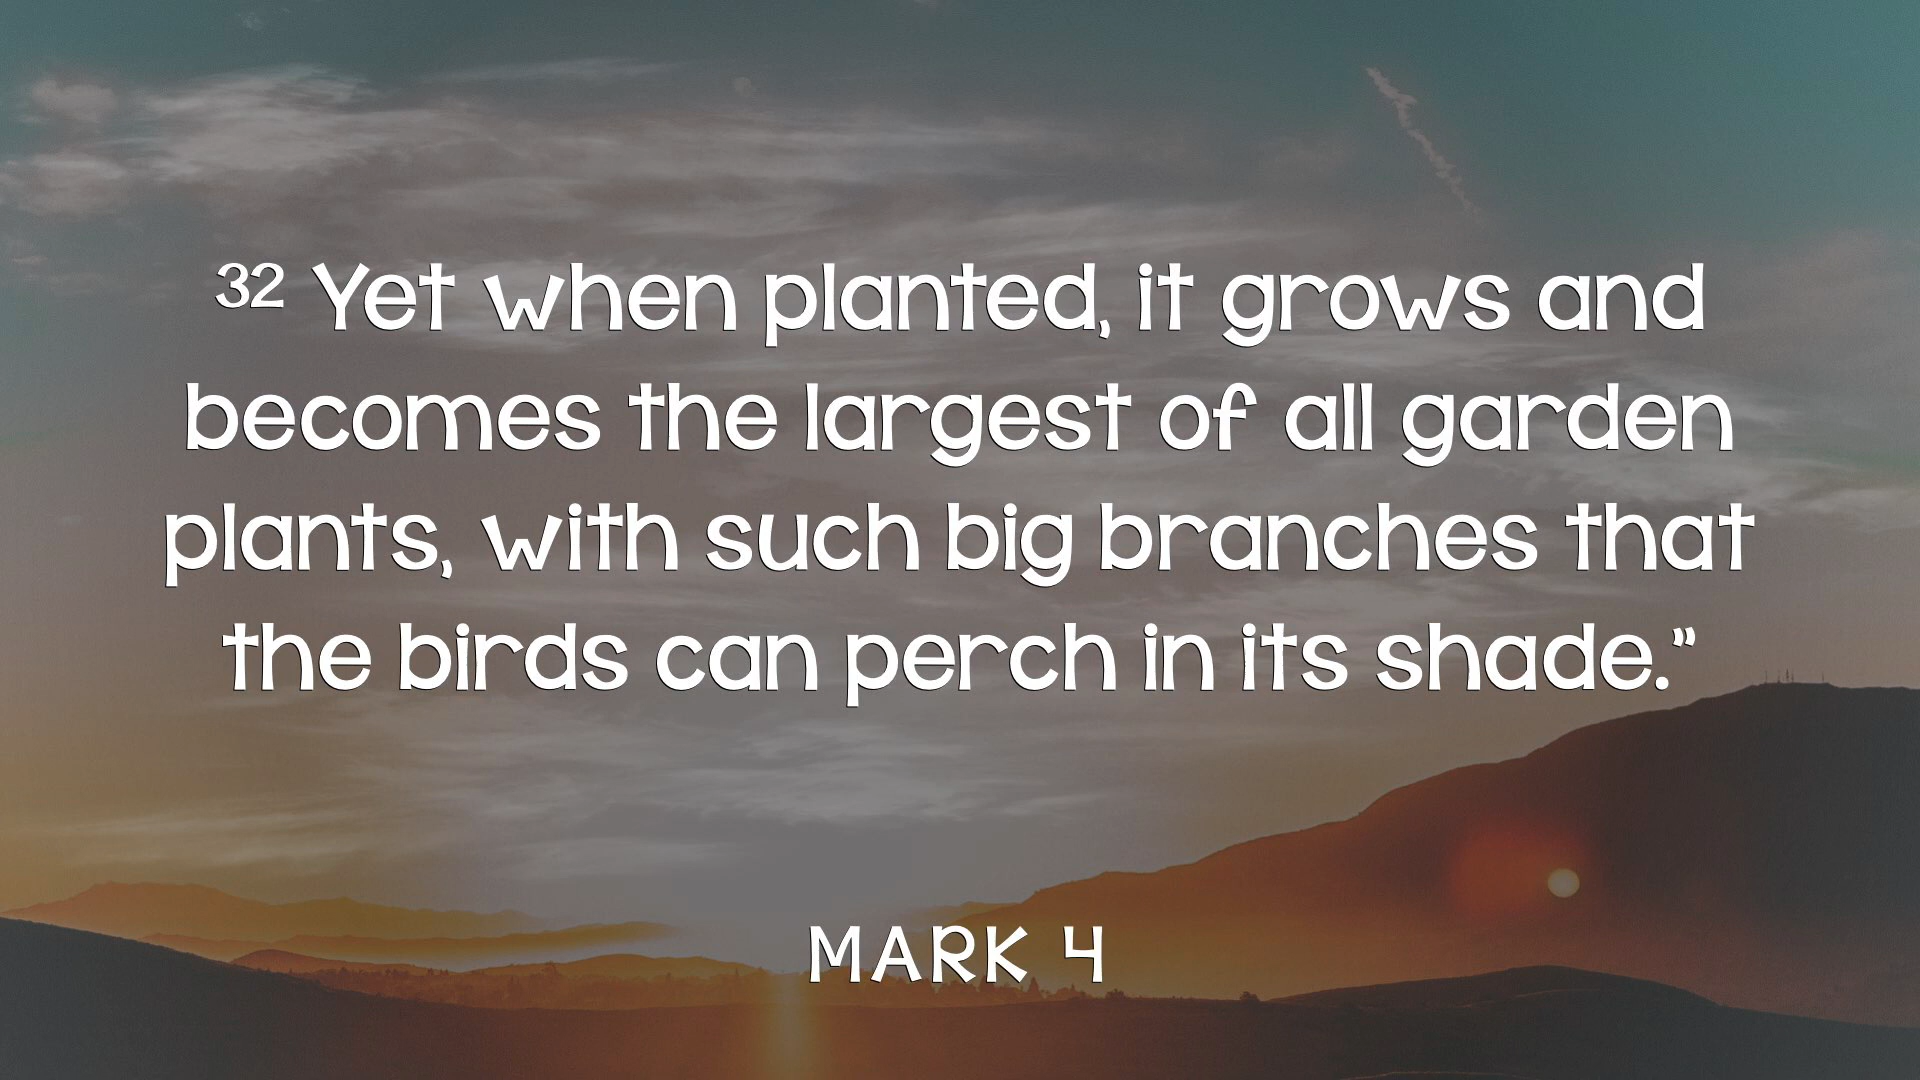 ³² Yet when planted, it grows and
becomes the largest of all garden
plants, with such big branches that
the birds can perch in its shade.”
MARK 4